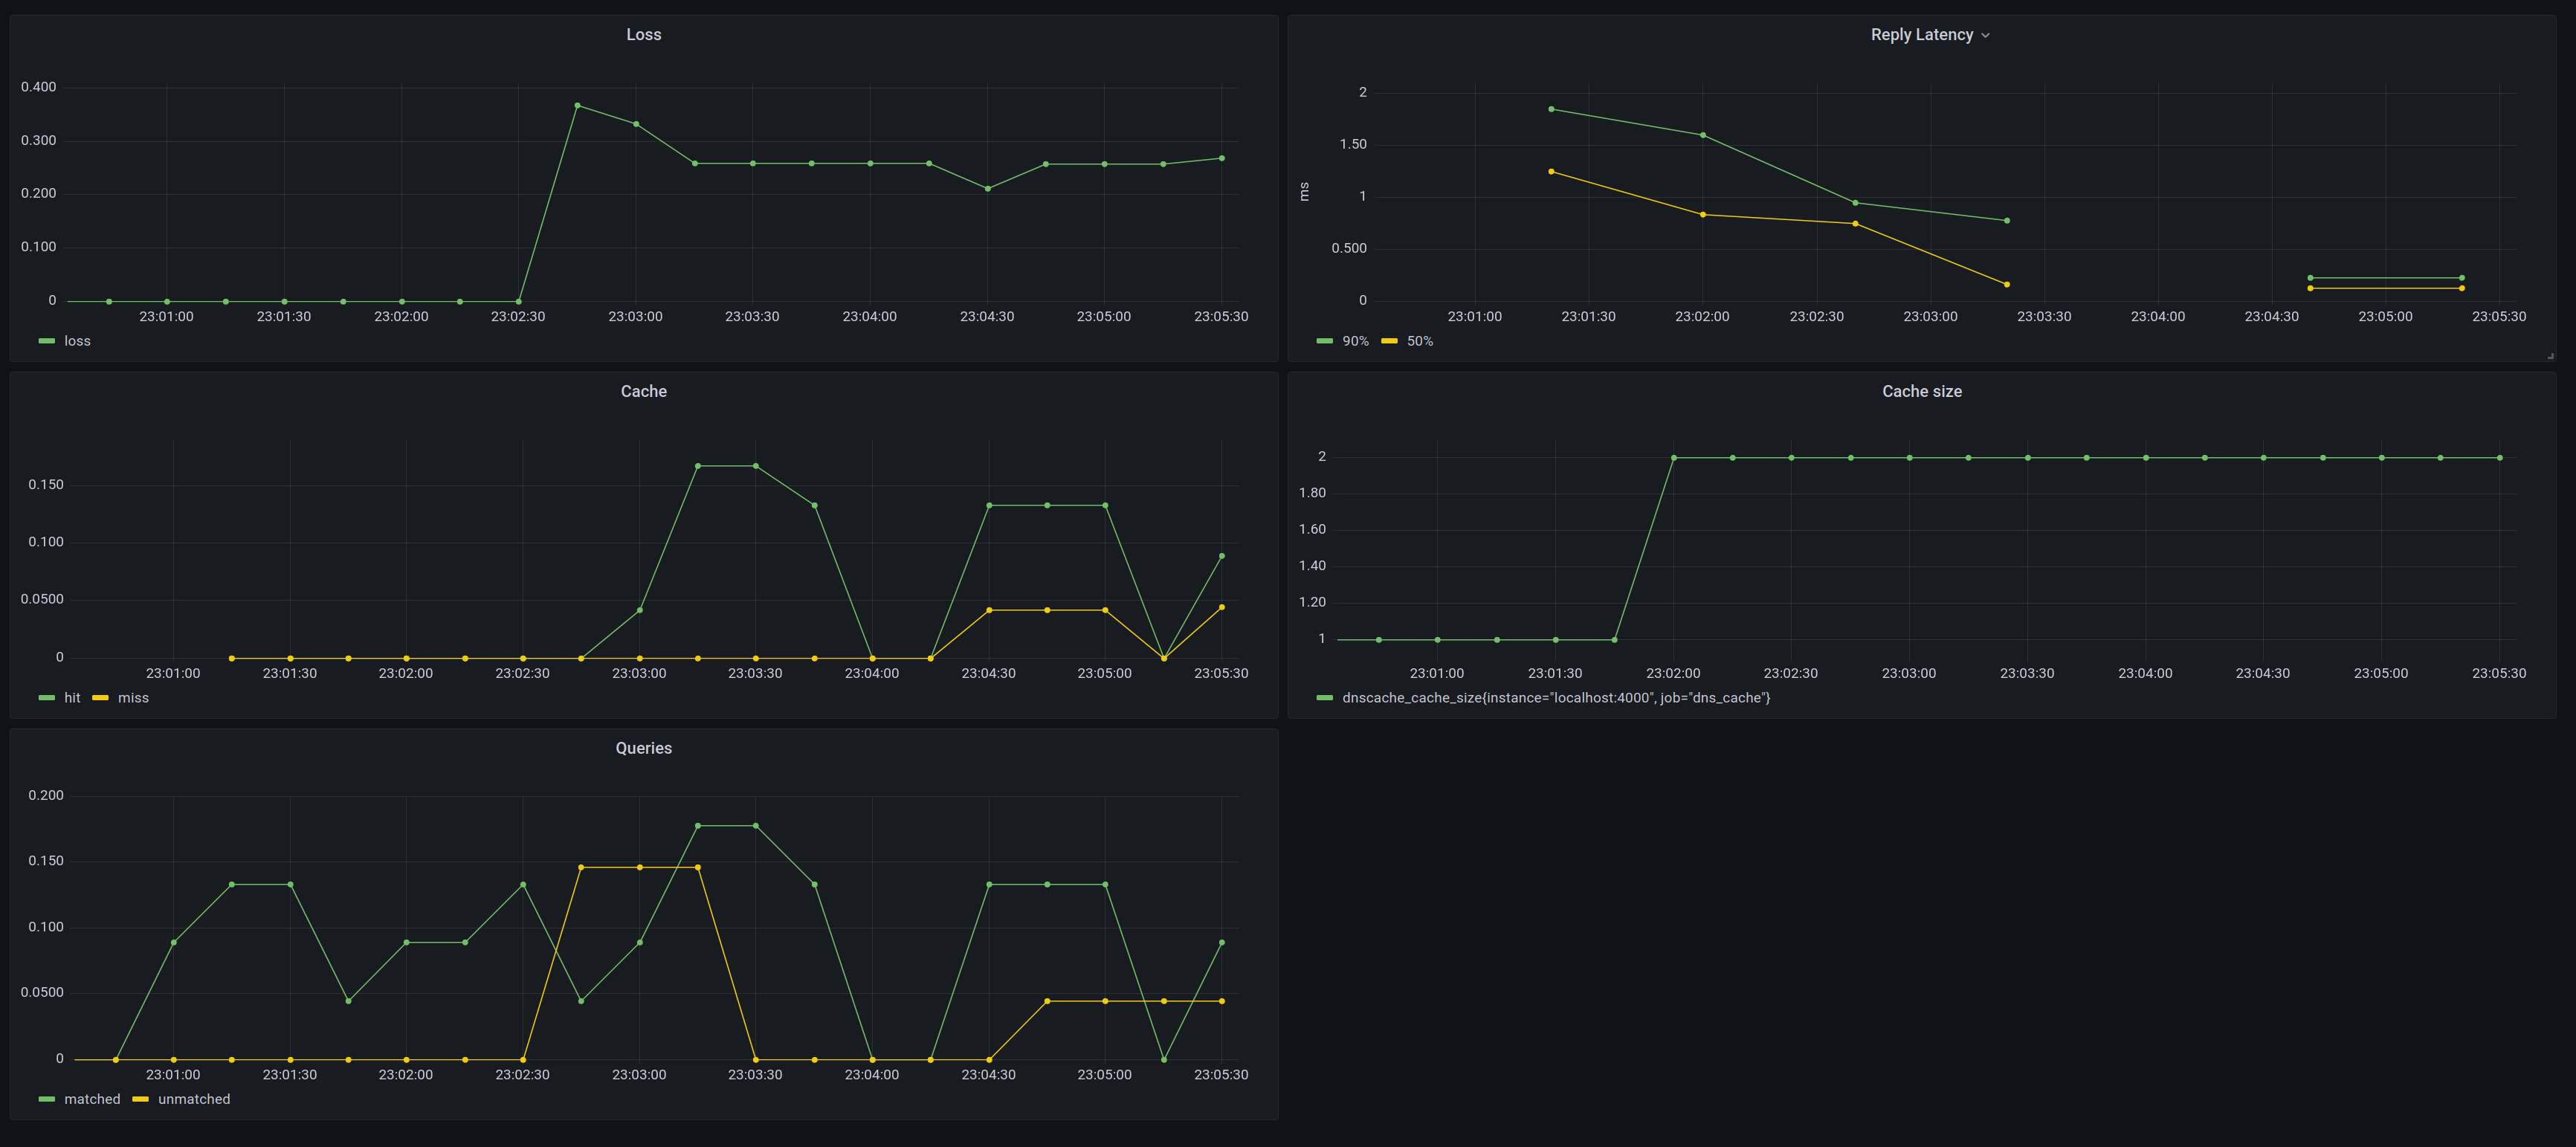 Loss
0.400
0.300
0.200
0.100
0
23:01:00 23:01:30 23:02:00 23:02:30 23:03:00 23:03:30 23:04:00 23:04:30 23:05:00 23:05:30
loss
Reply Latency
ms
2
1.50
1
0.500
0
23:01:00 23:01:30 23:02:00 23:02:30 23:03:00 23:03:30 23:04:00 23:04:30 23:05:00 23:05:30
90% 50%
Cache
0.150
0.100
0.0500
0
23:01:00 23:01:30 23:02:00 23:02:30 23:03:00 23:03:30 23:04:00 23:04:30 23:05:00 23:05:30
hit miss
Cache size
2
1.80
1.60
1.40
1.20
1
23:01:00 23:01:30 23:02:00 23:02:30 23:03:00 23:03:30 23:04:00 23:04:30 23:05:00 23:05:30
dnscache_cache_size{instance="localhost:4000", job="dns_cache"}
Queries
0.200
0.150
0.100
0.0500
0
23:01:00 23:01:30 23:02:00 23:02:30 23:03:00 23:03:30 23:04:00 23:04:30 23:05:00 23:05:30
matched unmatched